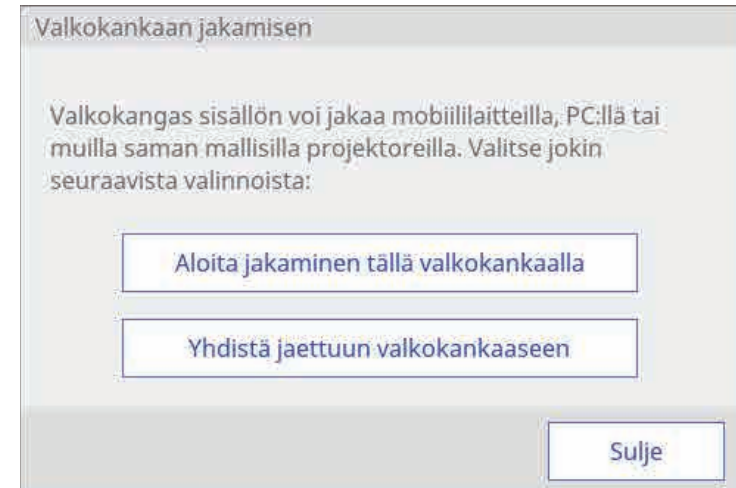 Valkokankaan jakamisen
Valkokangas sisällön voi jakaa mobiililaitteilla, PC:llä tai
muilla saman mallisilla projektoreilla. Valitse jokin
seuraavista valinnoista:
Aloita jakaminen tällä valkokankaalla
Yhdistä jaettuun valkokankaaseen
Sulje